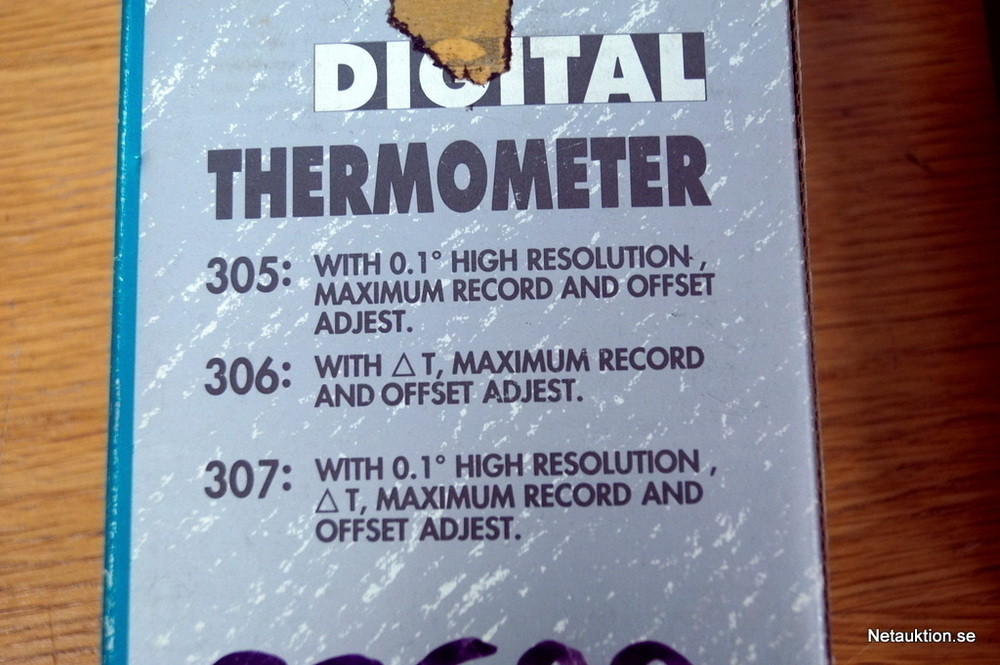 DIGITAL
THERMOMETER
305: WITH 0.1° HIGH RESOLUTION,
MAXIMUM RECORD AND OFFSET
ADJEST.
306: WITH △ T, MAXIMUM RECORD
AND OFFSET ADJEST.
307: WITH 0.1° HIGH RESOLUTION ,
△ T, MAXIMUM RECORD AND
OFFSET ADJEST.
Netauktion.se